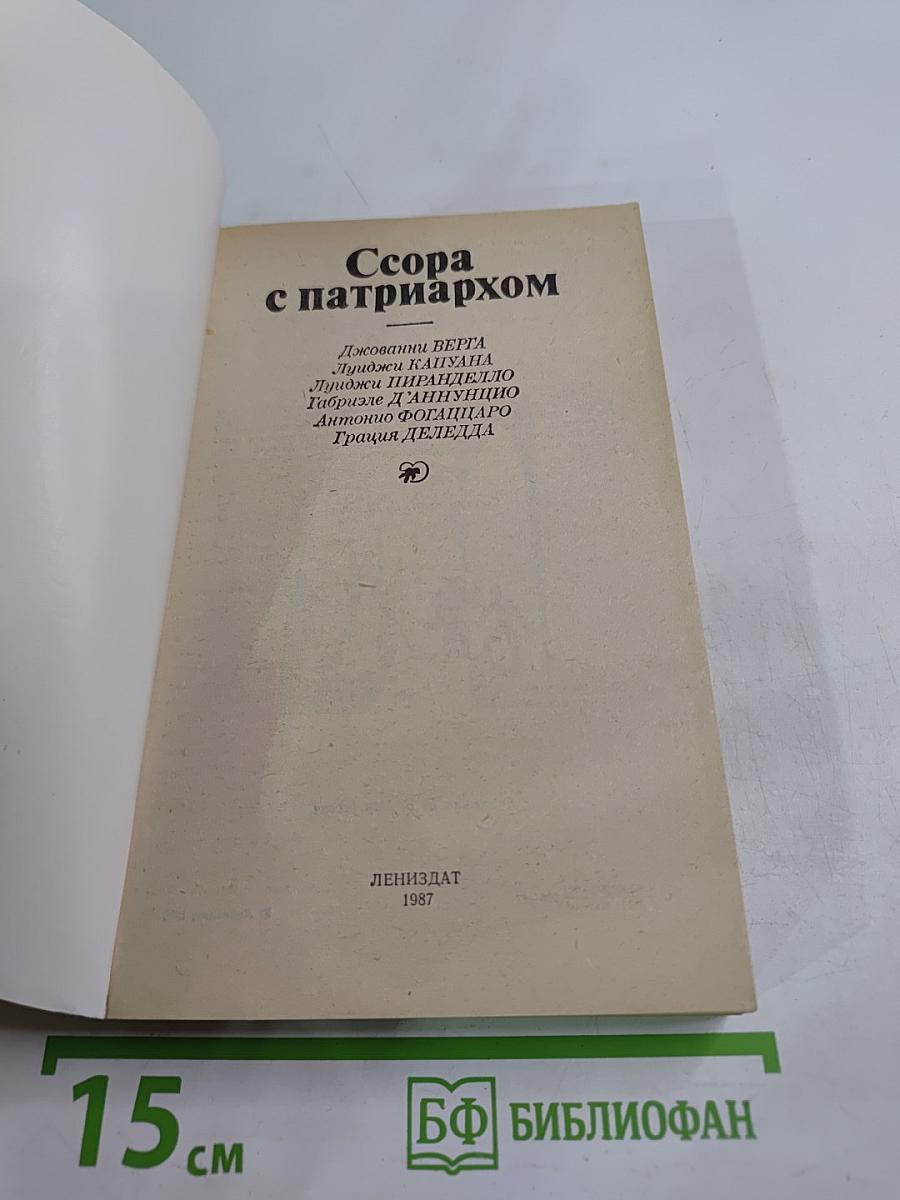 Ссора
с патриархом
Джованни ВЕРГА
Луиджи КАПУАНА
Луиджи ПИРАНДЕЛЛО
Габриэле Д'АННУНЦИО
Антонио ФОГАЦЦАРО
Грация ДЕЛЕДДА
ЛЕНИЗДАТ
1987
15 см
БФ БИБЛИОФАН